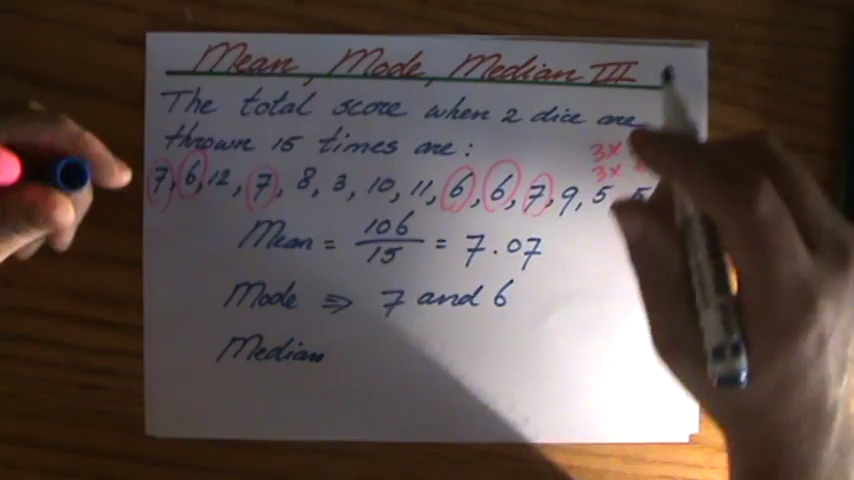 Mean, Mode, Median III
The total score when 2 dice are
thrown 15 times are:
3x
3x
7, 6, 12, 7, 8, 3, 10, 11, 6, 6, 7, 9, 5, 5
Mean = 106/15 = 7.07
Mode ⇒ 7 and 6
Median